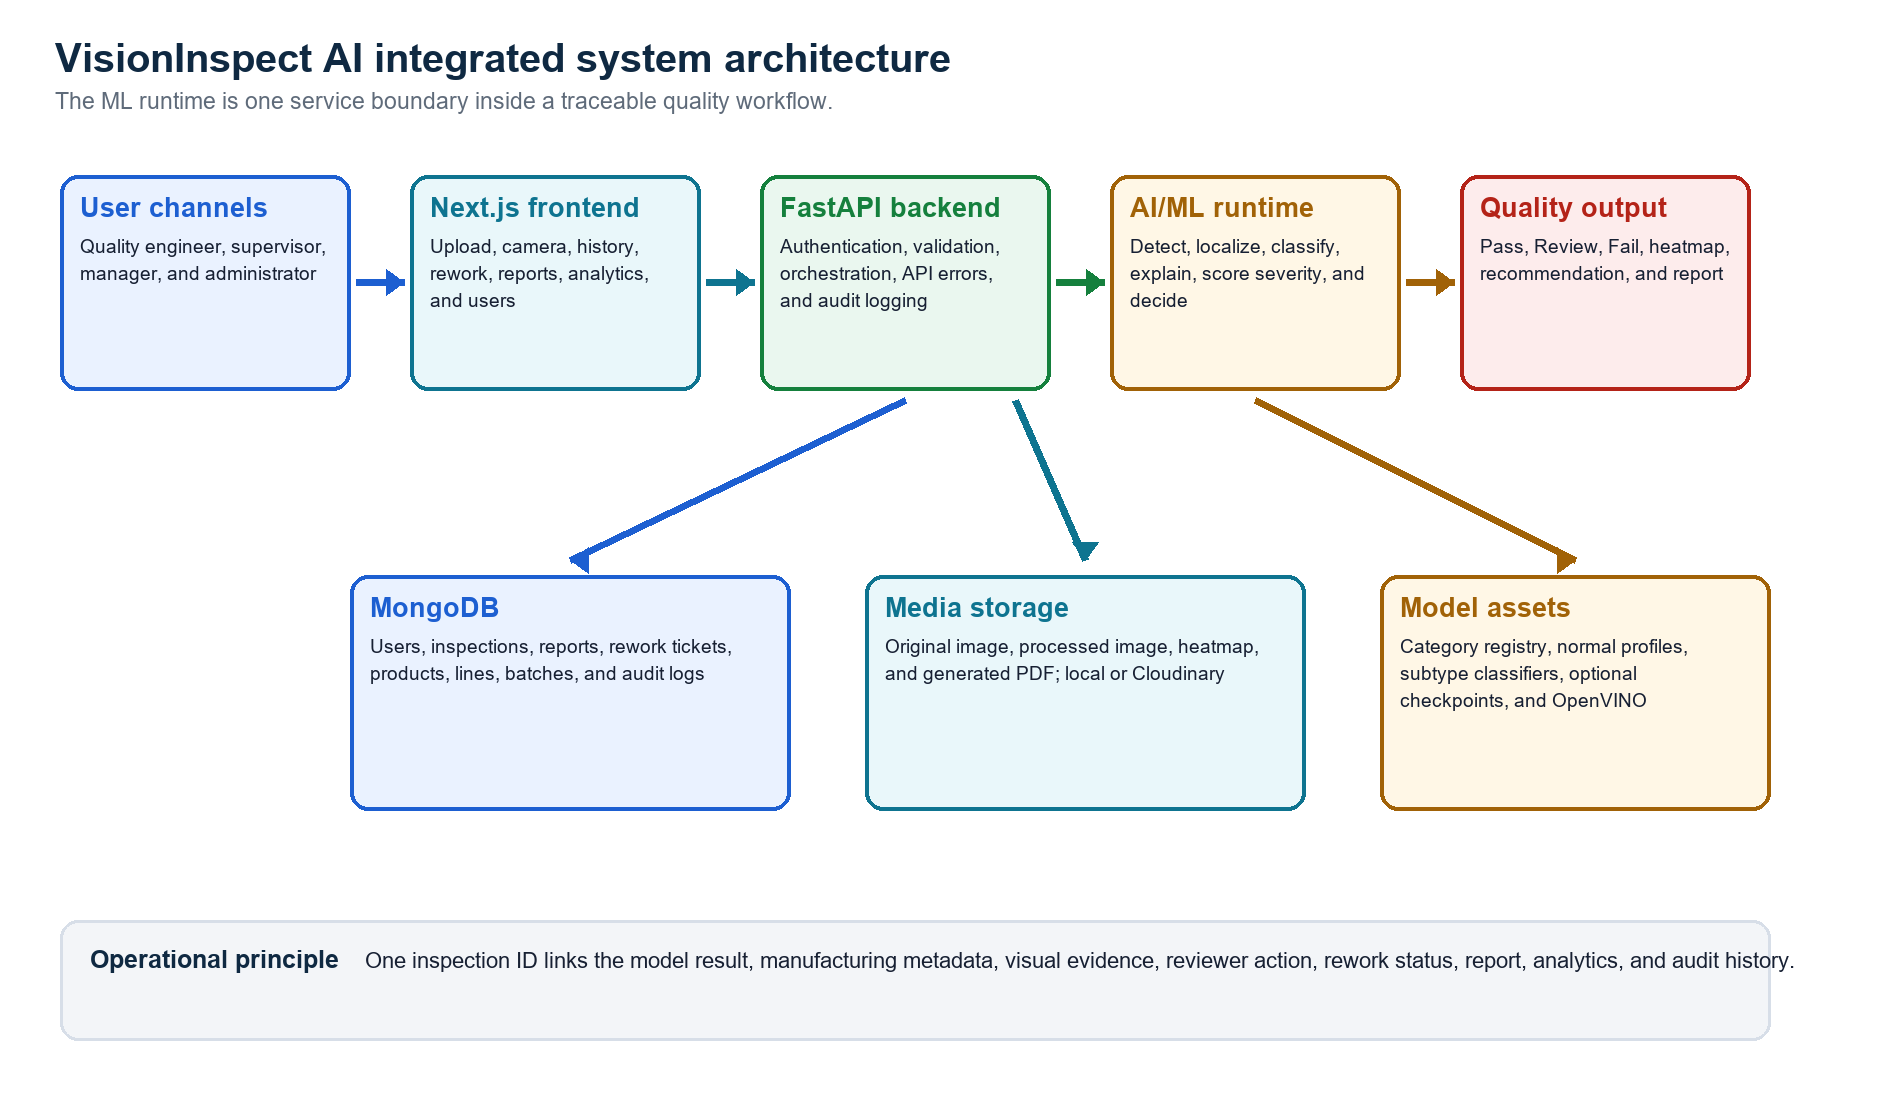 VisionInspect AI integrated system architecture
The ML runtime is one service boundary inside a traceable quality workflow.
User channels
Quality engineer, supervisor,
manager, and administrator
Next.js frontend
Upload, camera, history,
rework, reports, analytics,
and users
FastAPI backend
Authentication, validation,
orchestration, API errors,
and audit logging
AI/ML runtime
Detect, localize, classify,
explain, score severity, and
decide
Quality output
Pass, Review, Fail, heatmap,
recommendation, and report
MongoDB
Users, inspections, reports, rework tickets,
products, lines, batches, and audit logs
Media storage
Original image, processed image, heatmap,
and generated PDF; local or Cloudinary
Model assets
Category registry, normal profiles,
subtype classifiers, optional
checkpoints, and OpenVINO
Operational principle One inspection ID links the model result, manufacturing metadata, visual evidence, reviewer action, rework status, report, analytics, and audit history.